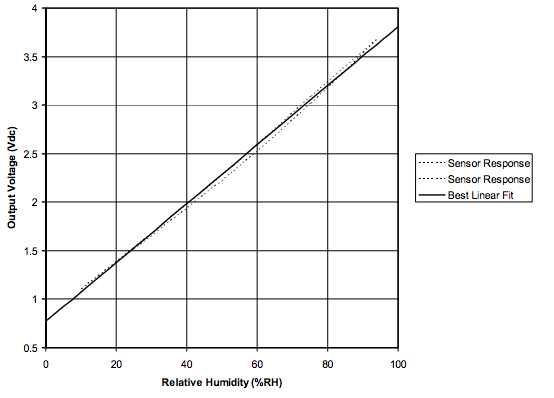 4
3.5
3
2.5
2
1.5
1
0.5
Output Voltage (Vdc)
0 20 40 60 80 100
Relative Humidity (%RH)
Sensor Response
Sensor Response
Best Linear Fit